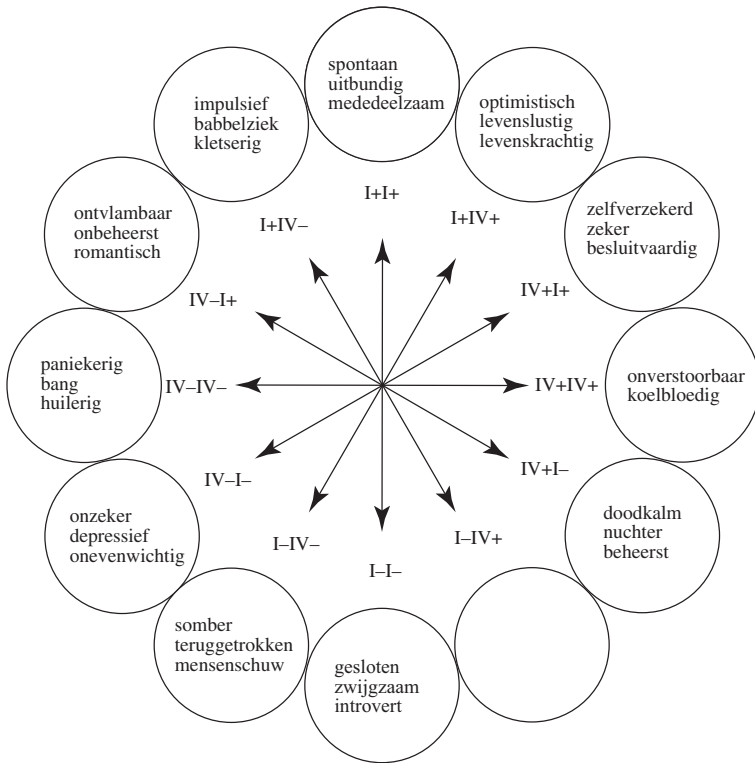 spontaan
uitbundig
mededeelzaam
optimistisch
levenslustig
levenskrachtig
zelfverzekerd
zeker
besluitvaardig
onverstoorbaar
koelbloedig
doodkalm
nuchter
beheerst
gesloten
zwijgzaam
introvert
somber
teruggetrokken
mensenschuw
onzeker
depressief
onevenwichtig
paniekerig
bang
huilerig
ontvlambaar
onbeheerst
romantisch
impulsief
babbelziek
kletserig
I+I+
I+IV+
IV+I+
IV+IV+
IV+I–
I–IV+
I–I–
I–IV–
IV–I–
IV–IV–
IV–I+
I+IV–